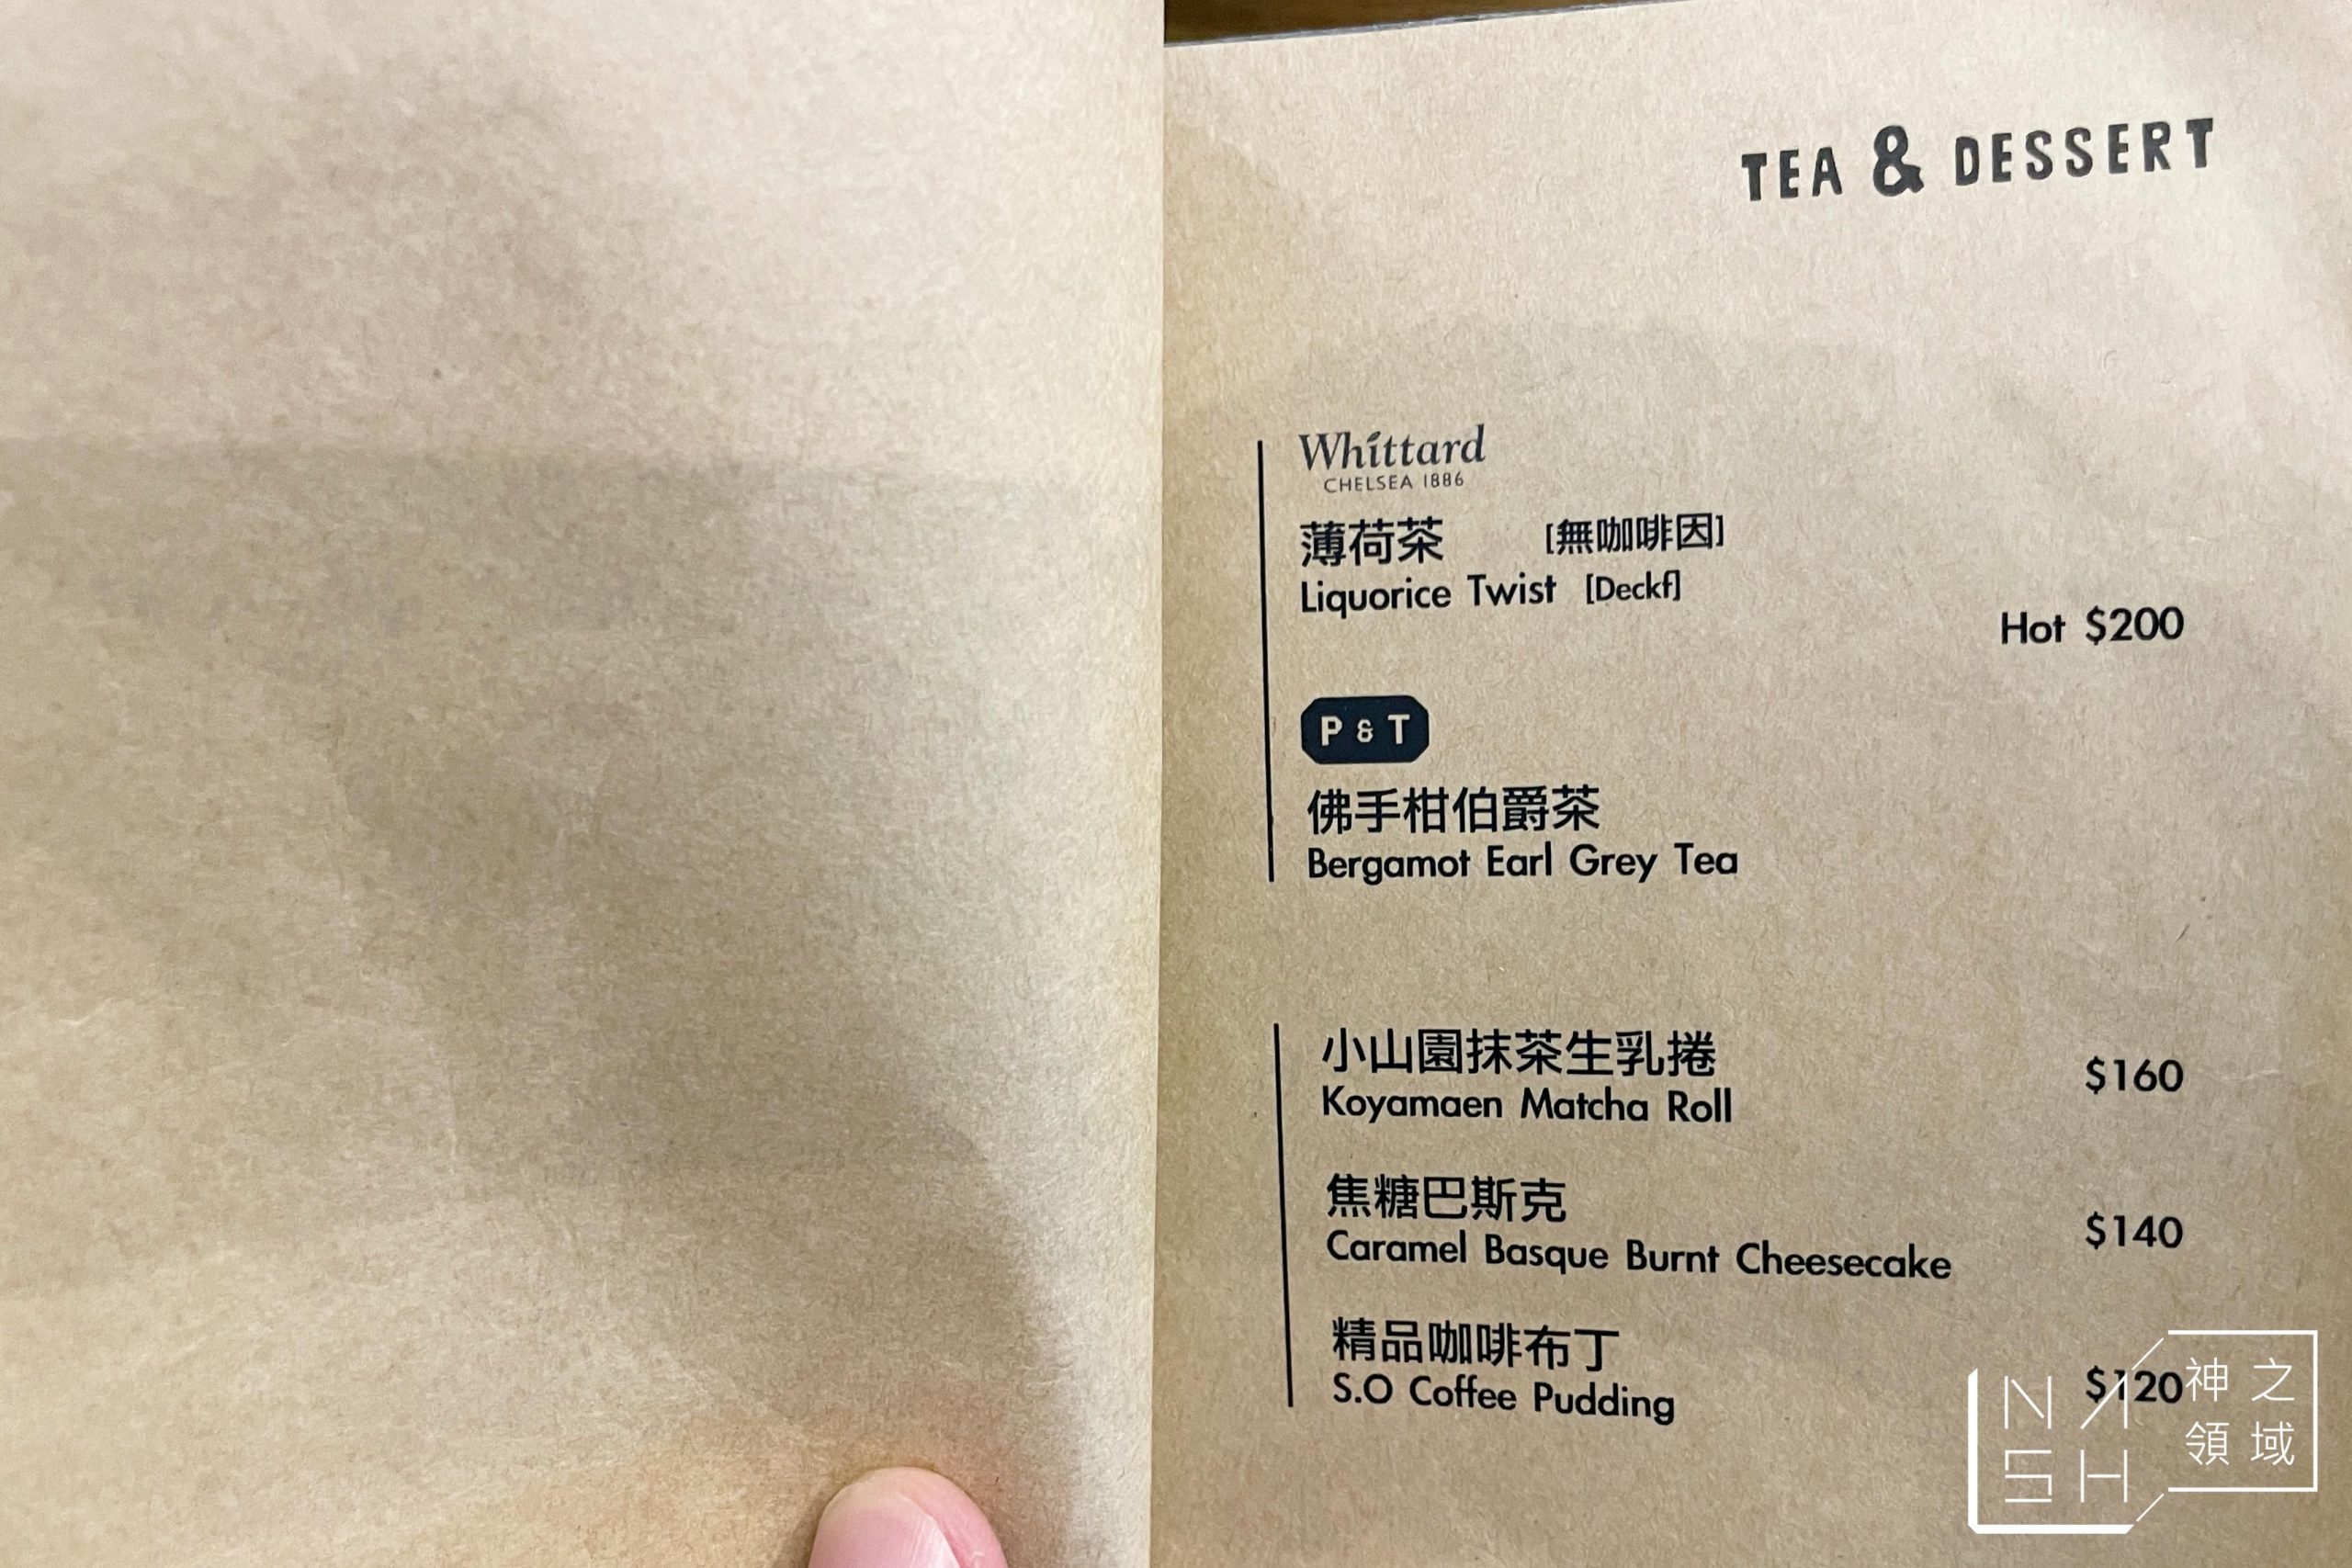 TEA & DESSERT
Whittard
CHELSEA 1886
薄荷茶 [無咖啡因]
Liquorice Twist [Deckf]
Hot $200
P & T
佛手柑伯爵茶
Bergamot Earl Grey Tea
小山園抹茶生乳捲
$160
Koyamaen Matcha Roll
焦糖巴斯克
$140
Caramel Basque Burnt Cheesecake
精品咖啡布丁
$120
S.O Coffee Pudding
NASH
神之
領域